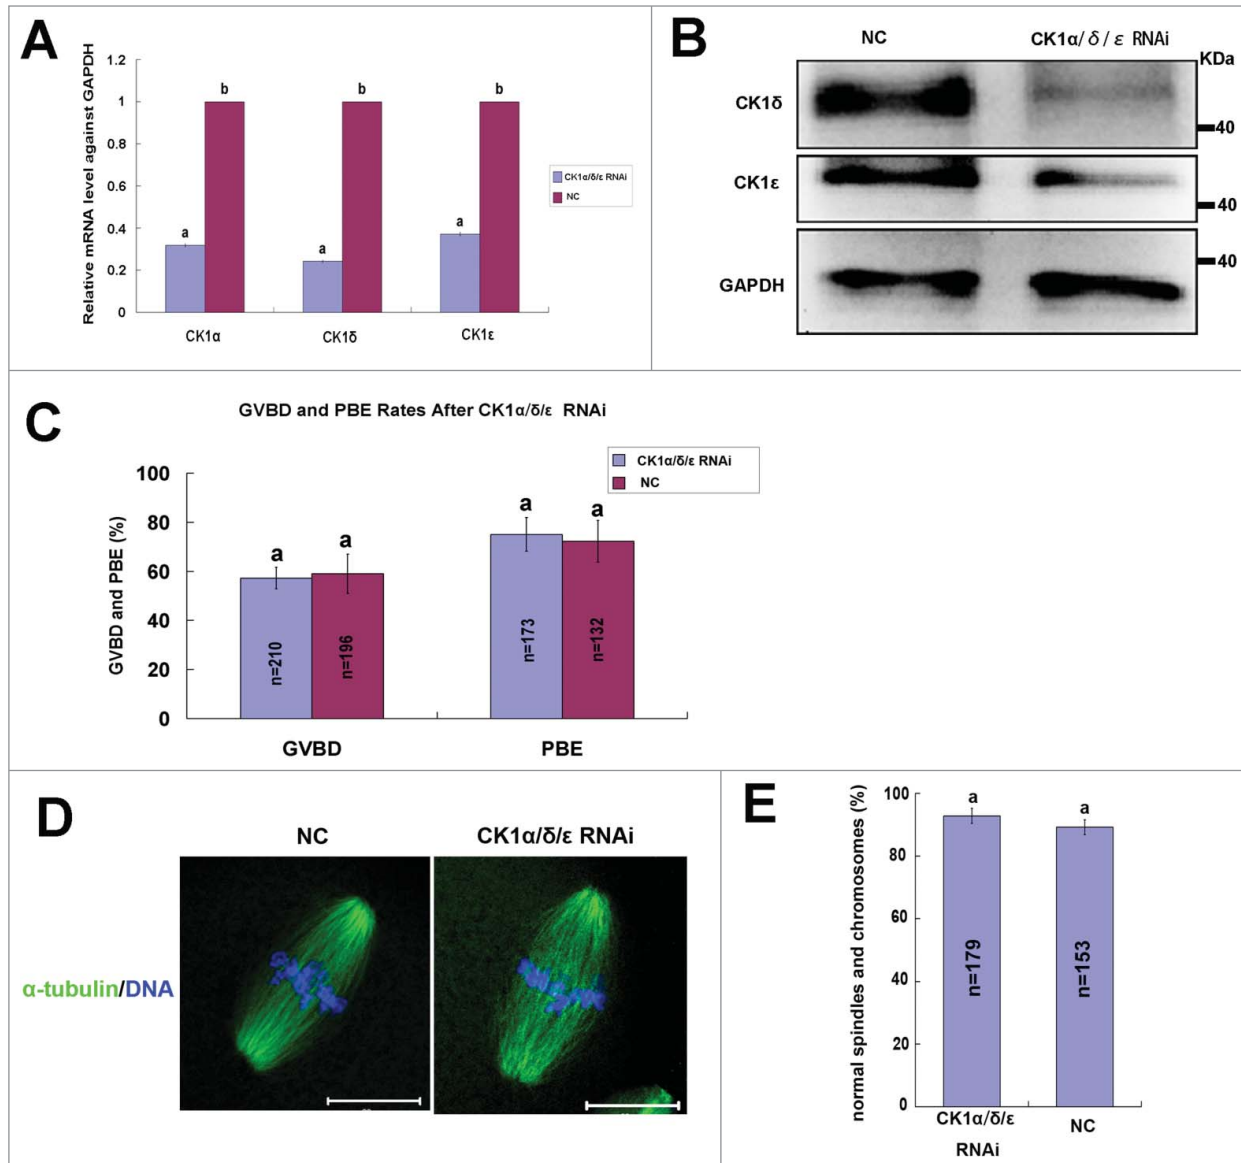 A
Relative mRNA level against GAPDH
1.2
1
0.8
0.6
0.4
0.2
0
a
b
a
b
a
b
CK1α
CK1δ
CK1ε
CK1α/δ/ε RNAi
NC
B
NC
CK1α/δ/ε RNAi
KDa
CK1δ
40
CK1ε
40
GAPDH
40
C
GVBD and PBE Rates After CK1α/δ/ε RNAi
CK1α/δ/ε RNAi
NC
GVBD and PBE (%)
100
80
60
40
20
0
a
a
a
a
n=210
n=196
n=173
n=132
GVBD
PBE
D
NC
CK1α/δ/ε RNAi
α-tubulin/DNA
E
normal spindles and chromosomes (%)
100
80
60
40
20
0
a
a
n=179
n=153
CK1α/δ/ε
RNAi
NC